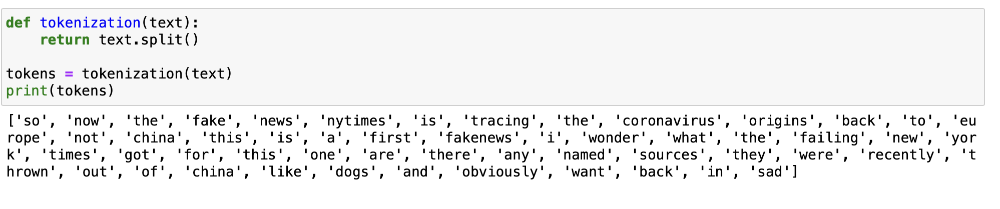 def tokenization(text):
    return text.split()

tokens = tokenization(text)
print(tokens)
['so', 'now', 'the', 'fake', 'news', 'nytimes', 'is', 'tracing', 'the', 'coronavirus', 'origins', 'back', 'to', 'eu
rope', 'not', 'china', 'this', 'is', 'a', 'first', 'fakenews', 'i', 'wonder', 'what', 'the', 'failing', 'new', 'yor
k', 'times', 'got', 'for', 'this', 'one', 'are', 'there', 'any', 'named', 'sources', 'they', 'were', 'recently', 't
hrown', 'out', 'of', 'china', 'like', 'dogs', 'and', 'obviously', 'want', 'back', 'in', 'sad']